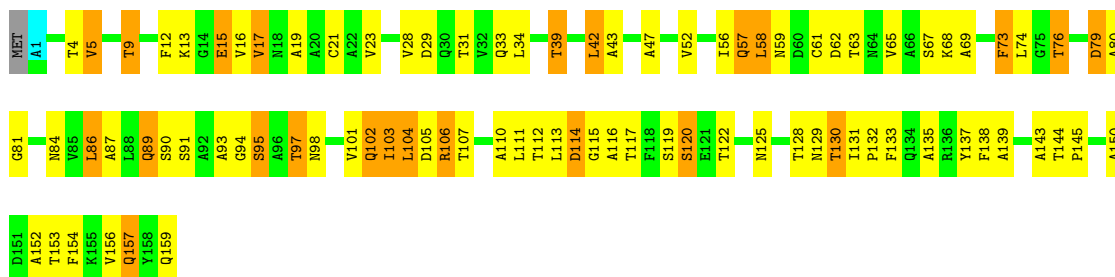 MET A1 T4 V5 T9 F12 K13 G14 E15 V16 V17 N18 A19 A20 C21 A22 V23 V28 D29 Q30 T31 V32 Q33 L34 T39 L42 A43 A47 V52 I56 Q57 L58 N59 D60 C61 D62 T63 N64 V65 A66 S67 K68 A69 F73 L74 G75 T76 D79 A80
G81 N84 V85 L86 A87 L88 Q89 S90 S91 A92 A93 G94 S95 A96 T97 N98 V101 Q102 I103 L104 D105 R106 T107 A110 L111 T112 L113 D114 G115 A116 T117 F118 S119 S120 E121 T122 N125 T128 N129 T130 I131 P132 F133 Q134 A135 R136 Y137 F138 A139 A143 T144 P145 A150
D151 A152 T153 F154 K155 V156 Q157 Y158 Q159